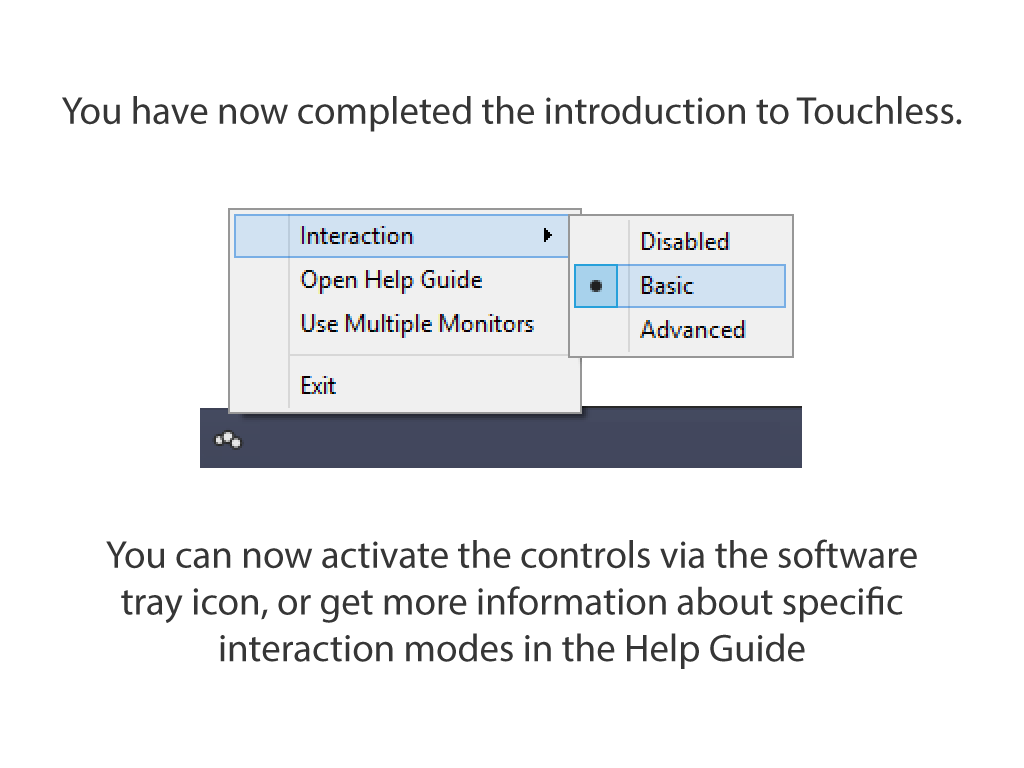 You have now completed the introduction to Touchless.
Interaction
Open Help Guide
Use Multiple Monitors
Exit
Disabled
Basic
Advanced
You can now activate the controls via the software
tray icon, or get more information about specific
interaction modes in the Help Guide